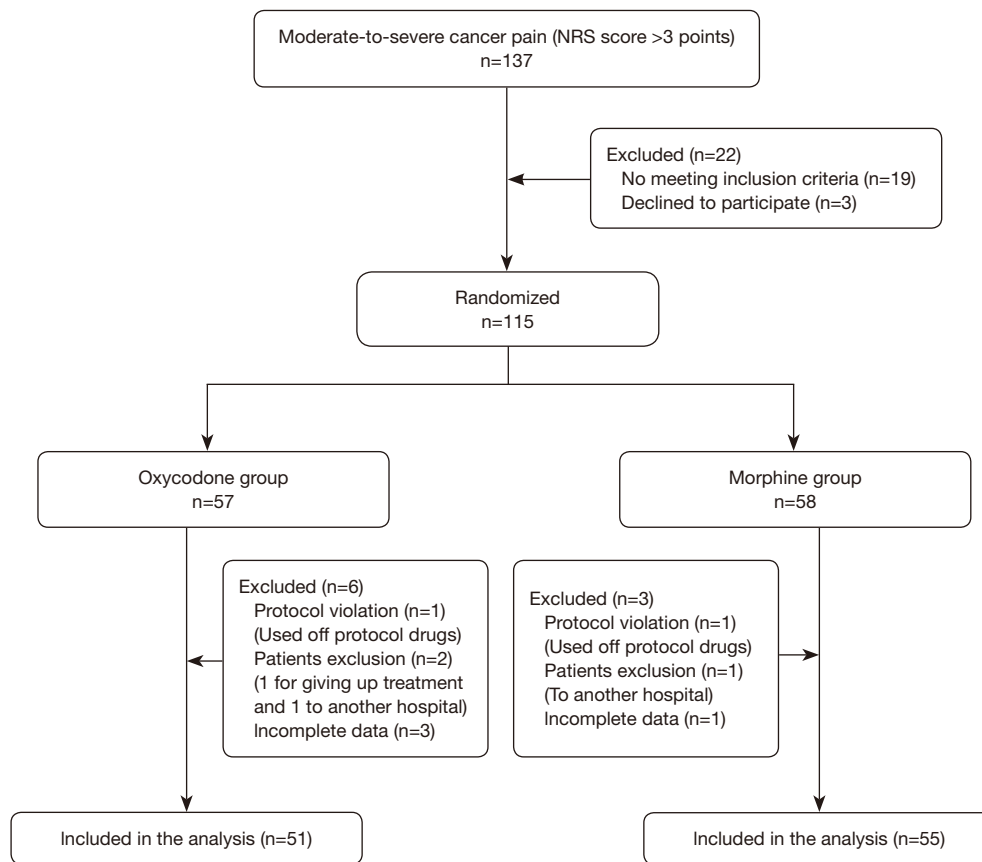 Moderate-to-severe cancer pain (NRS score >3 points)
n=137
Excluded (n=22)
No meeting inclusion criteria (n=19)
Declined to participate (n=3)
Randomized
n=115
Oxycodone group
n=57
Morphine group
n=58
Excluded (n=6)
Protocol violation (n=1)
(Used off protocol drugs)
Patients exclusion (n=2)
(1 for giving up treatment
and 1 to another hospital)
Incomplete data (n=3)
Excluded (n=3)
Protocol violation (n=1)
(Used off protocol drugs)
Patients exclusion (n=1)
(To another hospital)
Incomplete data (n=1)
Included in the analysis (n=51)
Included in the analysis (n=55)